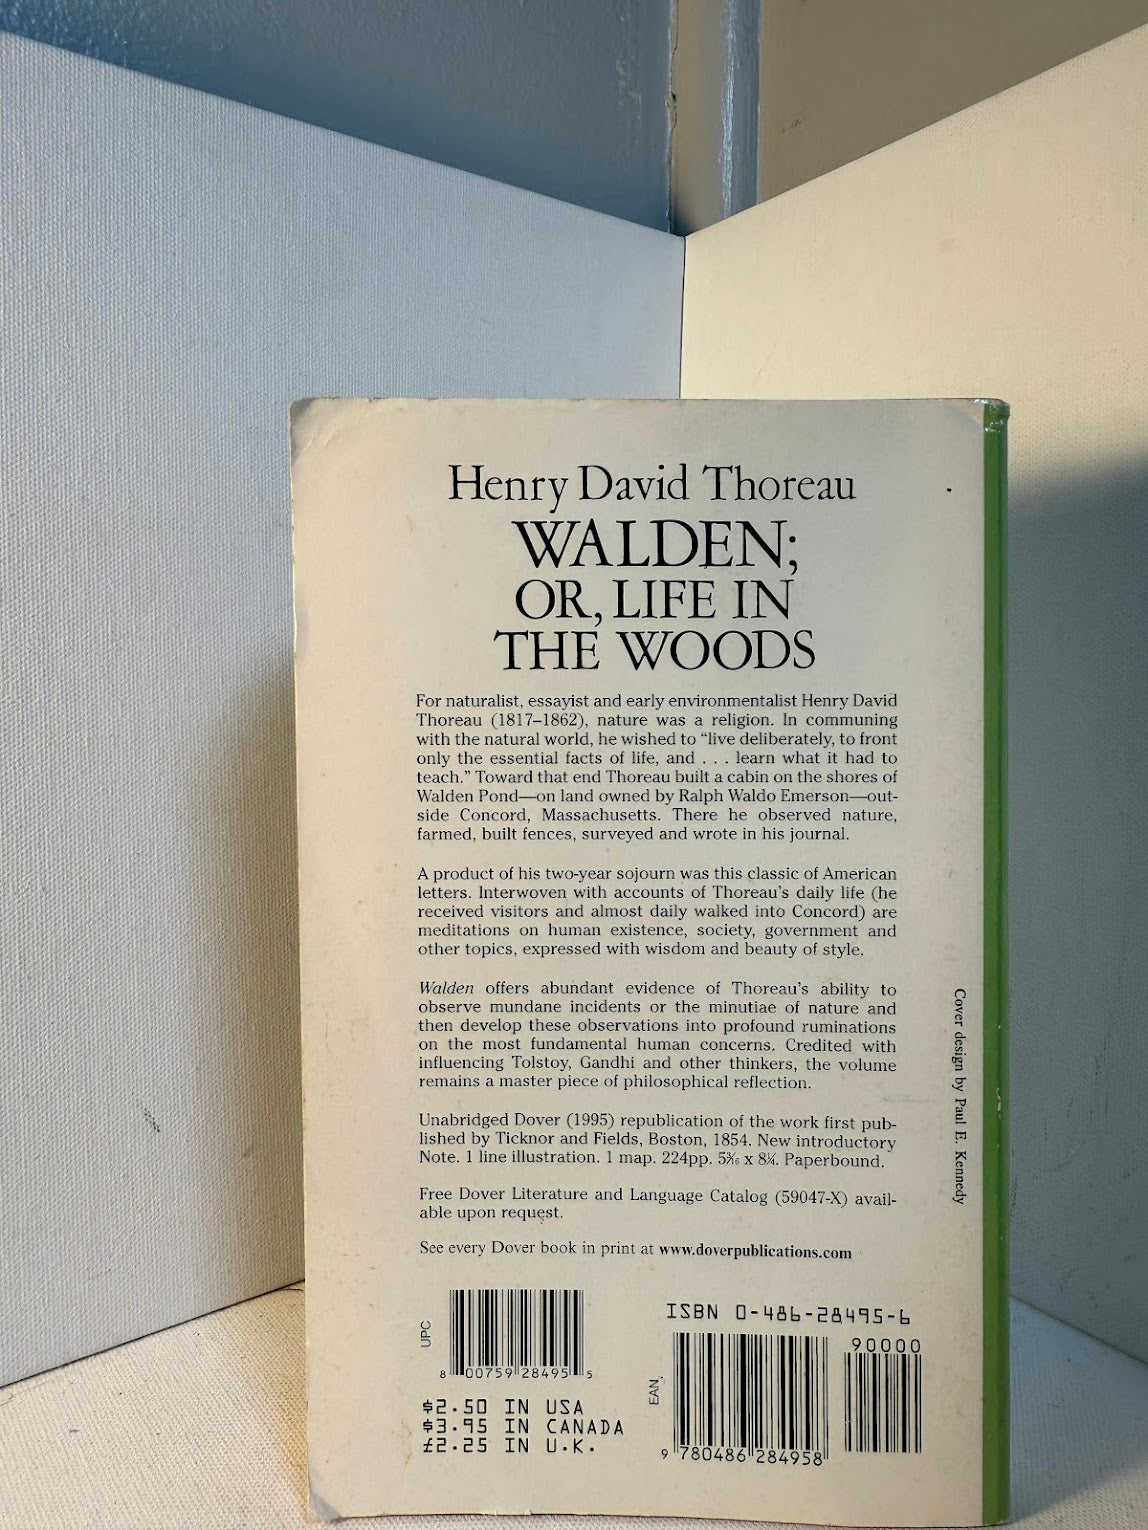 Henry David Thoreau
WALDEN;
OR, LIFE IN
THE WOODS
For naturalist, essayist and early environmentalist Henry David
Thoreau (1817–1862), nature was a religion. In communing
with the natural world, he wished to “live deliberately, to front
only the essential facts of life, and . . . learn what it had to
teach.” Toward that end Thoreau built a cabin on the shores of
Walden Pond—on land owned by Ralph Waldo Emerson—out-
side Concord, Massachusetts. There he observed nature,
farmed, built fences, surveyed and wrote in his journal.
A product of his two-year sojourn was this classic of American
letters. Interwoven with accounts of Thoreau’s daily life (he
received visitors and almost daily walked into Concord) are
meditations on human existence, society, government and
other topics, expressed with wisdom and beauty of style.
Walden offers abundant evidence of Thoreau’s ability to
observe mundane incidents or the minutiae of nature and
then develop these observations into profound ruminations
on the most fundamental human concerns. Credited with
influencing Tolstoy, Gandhi and other thinkers, the volume
remains a master piece of philosophical reflection.
Unabridged Dover (1995) republication of the work first pub-
lished by Ticknor and Fields, Boston, 1854. New introductory
Note. 1 line illustration. 1 map. 224pp. 5³⁄₁₆ x 8¼. Paperbound.
Free Dover Literature and Language Catalog (59047-X) avail-
able upon request.
See every Dover book in print at www.doverpublications.com
Cover design by Paul E. Kennedy
UPC
8 00759 28495 5
$2.50 IN USA
$3.95 IN CANADA
£2.25 IN U.K.
ISBN 0-486-28495-6
90000
EAN
9 780486 284958